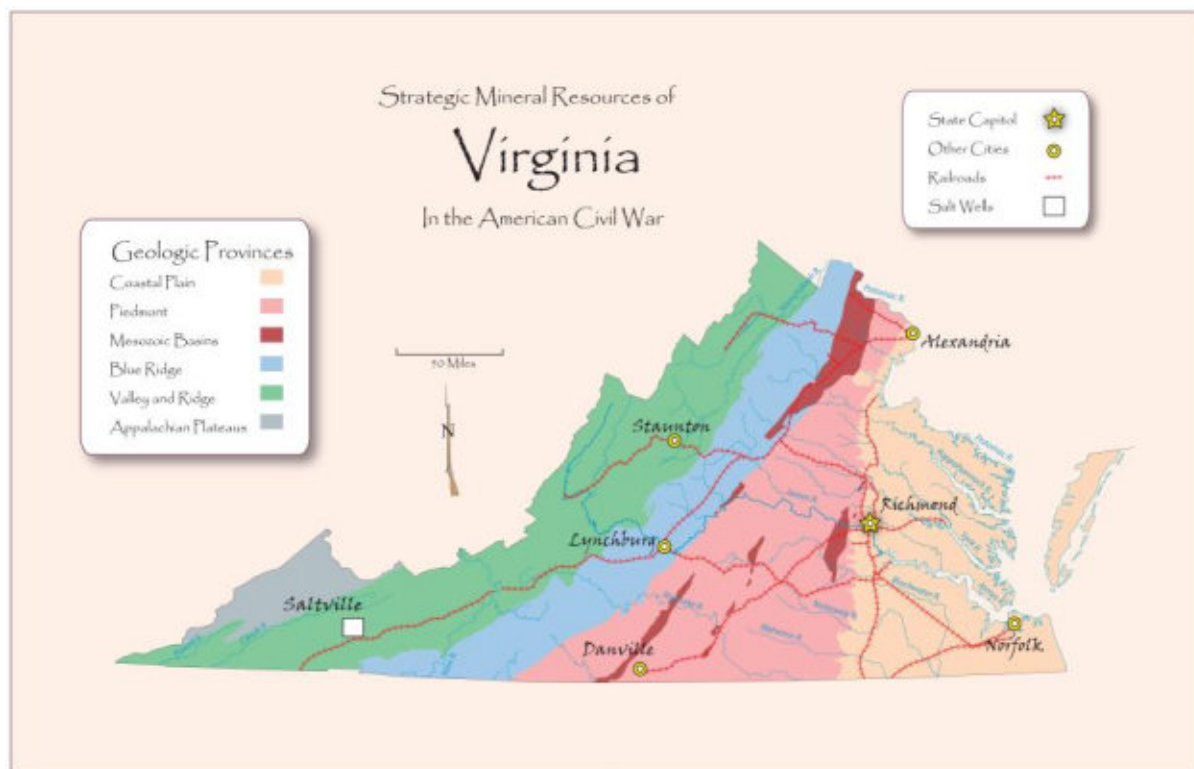 Strategic Mineral Resources of
Virginia
In the American Civil War
State Capitol
Other Cities
Railroads
Salt Wells
Geologic Provinces
Coastal Plain
Piedmont
Mesozoic Basins
Blue Ridge
Valley and Ridge
Appalachian Plateaus
50 Miles
N
Potomac R.
Alexandria
Staunton
Potomac R.
Richmond
Lynchburg
Saltville
Danville
Norfolk